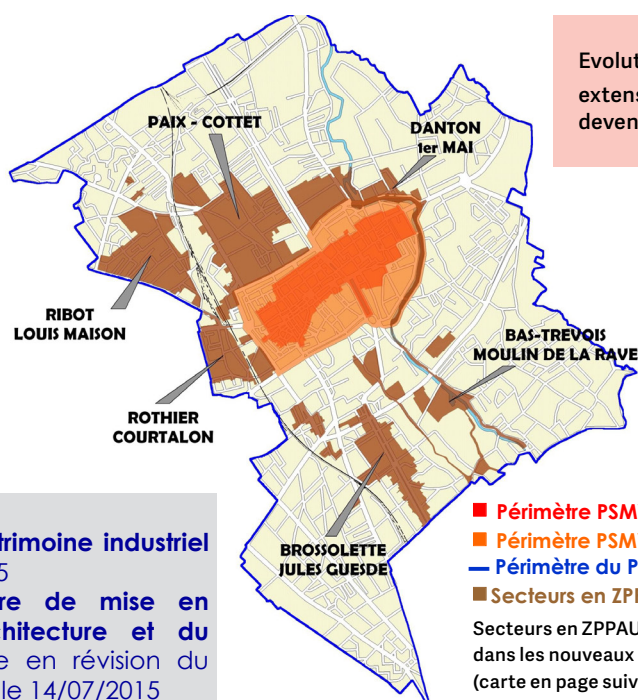 Evolut
extens
deven
PAIX - COTTET
DANTON
1er MAI
RIBOT
LOUIS MAISON
BAS-TREVOIS
MOULIN DE LA RAVE
ROTHIER
COURTALON
BROSSOLETTE
JULES GUESDE
trimoine industriel
5
re de mise en
chitecture et du
e en révision du
le 14/07/2015
Périmètre PSM
Périmètre PSM
Périmètre du P
Secteurs en ZPP
Secteurs en ZPPAU
dans les nouveaux
(carte en page suiv